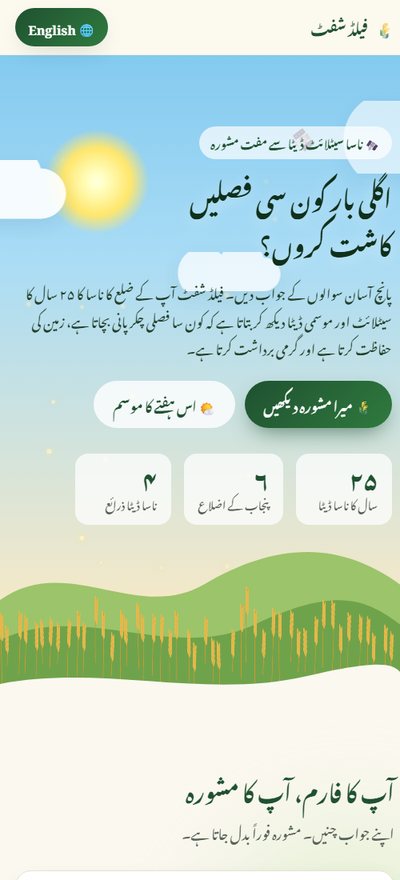 فیلڈ شفٹ
English
ناسا سیٹلائٹ ڈیٹا سے مفت مشورہ
اگلی بار کون سی فصلیں
کاشت کروں؟
پانچ آسان سوالوں کے جواب دیں۔ فیلڈ شفٹ آپ کے ضلع کا ناسا کا ۲۵ سال کا
سیٹلائٹ اور موسمی ڈیٹا دیکھ کر بتاتا ہے کہ کون سا فصلی چکر پانی بچاتا ہے، زمین کی
حفاظت کرتا ہے اور گرمی برداشت کرتا ہے۔
میرا مشورہ دیکھیں
اس ہفتے کا موسم
۲۵
سال کا ناسا ڈیٹا
۶
پنجاب کے اضلاع
۴
ناسا ڈیٹا ذرائع
آپ کا فارم، آپ کا مشورہ
اپنے جواب چنیں۔ مشورہ فوراً بدل جاتا ہے۔